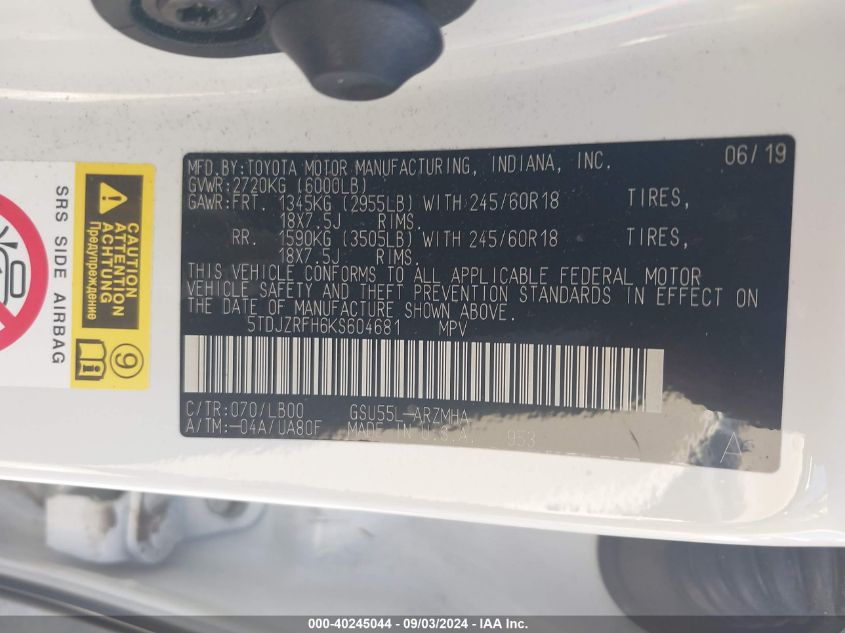 MFD.BY:TOYOTA MOTOR MANUFACTURING, INDIANA, INC. 06/19
GVWR:2720KG (6000LB)
GAWR:FRT. 1345KG (2955LB) WITH 245/60R18 TIRES,
18X7.5J RIMS.
RR. 1590KG (3505LB) WITH 245/60R18 TIRES,
18X7.5J RIMS.
THIS VEHICLE CONFORMS TO ALL APPLICABLE FEDERAL MOTOR
VEHICLE SAFETY AND THEFT PREVENTION STANDARDS IN EFFECT ON
THE DATE OF MANUFACTURE SHOWN ABOVE.
5TDJZRFH6KS604681 MPV
C/TR:070/LB00 GSU55L-ARZMHA
A/TM:-04A/UA80F MADE IN U.S.A. 953
A
CAUTION
ATTENTION
ACHTUNG
Предупреждение
9
SRS SIDE AIRBAG
000-40245044 - 09/03/2024 - IAA Inc.